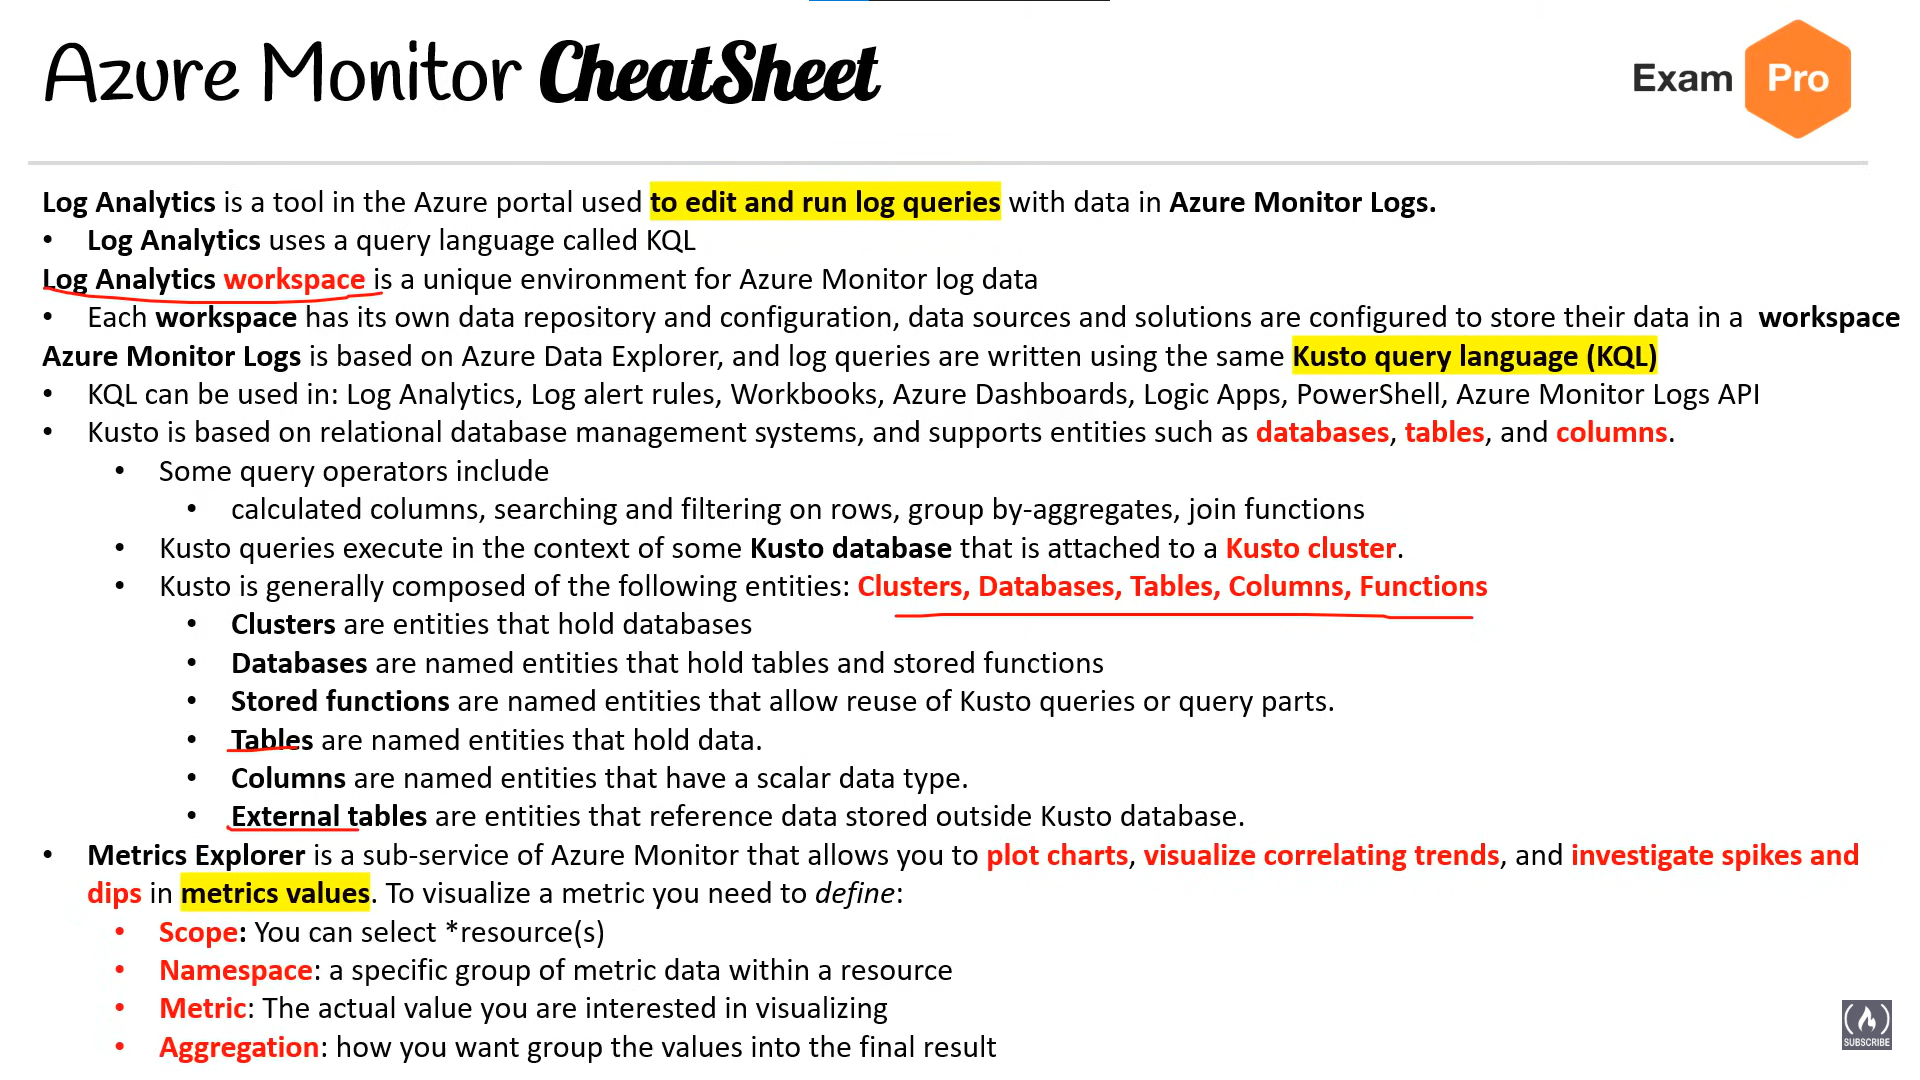 Azure Monitor CheatSheet
Exam Pro
Log Analytics is a tool in the Azure portal used to edit and run log queries with data in Azure Monitor Logs.
• Log Analytics uses a query language called KQL
Log Analytics workspace is a unique environment for Azure Monitor log data
• Each workspace has its own data repository and configuration, data sources and solutions are configured to store their data in a workspace
Azure Monitor Logs is based on Azure Data Explorer, and log queries are written using the same Kusto query language (KQL)
• KQL can be used in: Log Analytics, Log alert rules, Workbooks, Azure Dashboards, Logic Apps, PowerShell, Azure Monitor Logs API
• Kusto is based on relational database management systems, and supports entities such as databases, tables, and columns.
• Some query operators include
• calculated columns, searching and filtering on rows, group by-aggregates, join functions
• Kusto queries execute in the context of some Kusto database that is attached to a Kusto cluster.
• Kusto is generally composed of the following entities: Clusters, Databases, Tables, Columns, Functions
• Clusters are entities that hold databases
• Databases are named entities that hold tables and stored functions
• Stored functions are named entities that allow reuse of Kusto queries or query parts.
• Tables are named entities that hold data.
• Columns are named entities that have a scalar data type.
• External tables are entities that reference data stored outside Kusto database.
• Metrics Explorer is a sub-service of Azure Monitor that allows you to plot charts, visualize correlating trends, and investigate spikes and
dips in metrics values. To visualize a metric you need to define:
• Scope: You can select *resource(s)
• Namespace: a specific group of metric data within a resource
• Metric: The actual value you are interested in visualizing
• Aggregation: how you want group the values into the final result
SUBSCRIBE